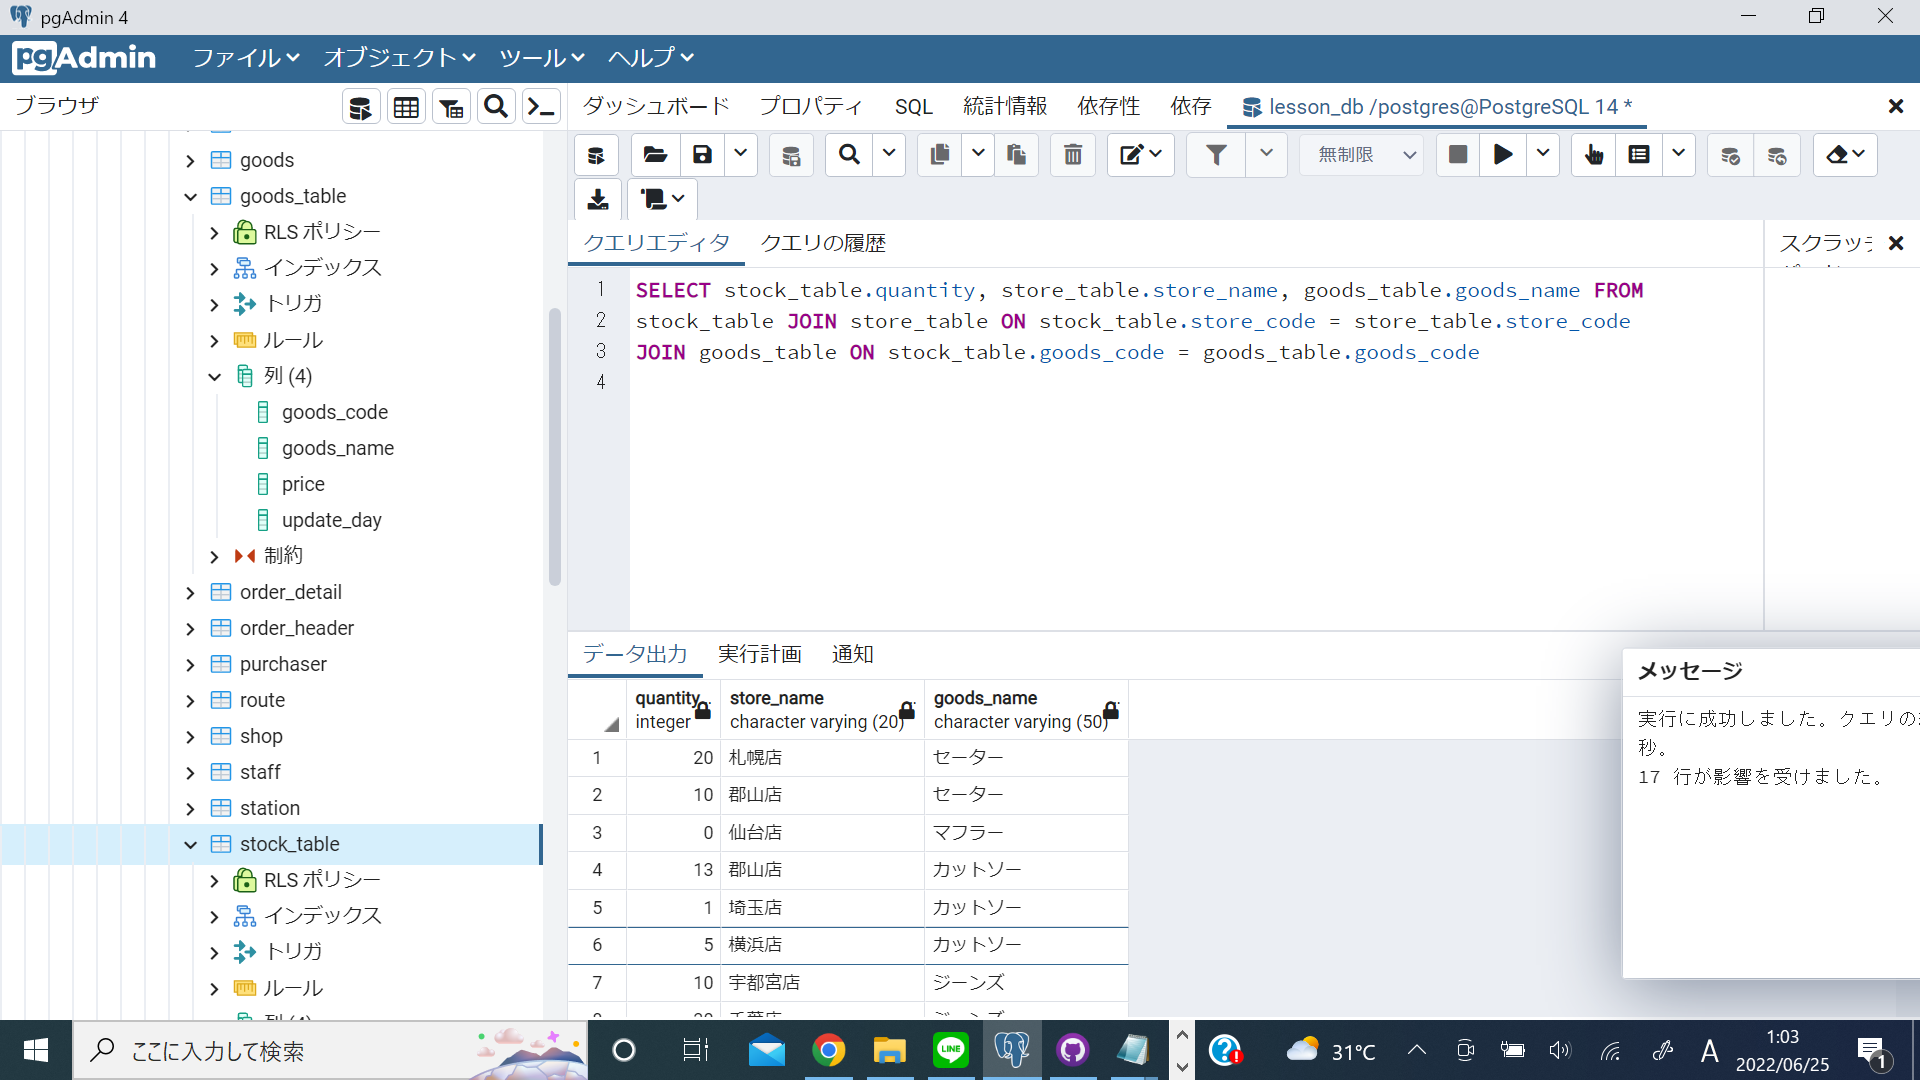 pgAdmin 4
pgAdmin ファイル オブジェクト ツール ヘルプ
ブラウザ
ダッシュボード プロパティ SQL 統計情報 依存性 依存 lesson_db /postgres@PostgreSQL 14 *
無制限
goods
goods_table
RLS ポリシー
インデックス
トリガ
ルール
列 (4)
goods_code
goods_name
price
update_day
制約
order_detail
order_header
purchaser
route
shop
staff
station
stock_table
RLS ポリシー
インデックス
トリガ
ルール
列 (4)
クエリエディタ クエリの履歴
スクラッチ
1 SELECT stock_table.quantity, store_table.store_name, goods_table.goods_name FROM
2 stock_table JOIN store_table ON stock_table.store_code = store_table.store_code
3 JOIN goods_table ON stock_table.goods_code = goods_table.goods_code
4
データ出力 実行計画 通知
quantity store_name goods_name
integer character varying (20) character varying (50)
1 20 札幌店 セーター
2 10 郡山店 セーター
3 0 仙台店 マフラー
4 13 郡山店 カットソー
5 1 埼玉店 カットソー
6 5 横浜店 カットソー
7 10 宇都宮店 ジーンズ
メッセージ
実行に成功しました。クエリの
秒。
17 行が影響を受けました。
ここに入力して検索
LINE
31°C
A
1:03
2022/06/25
1